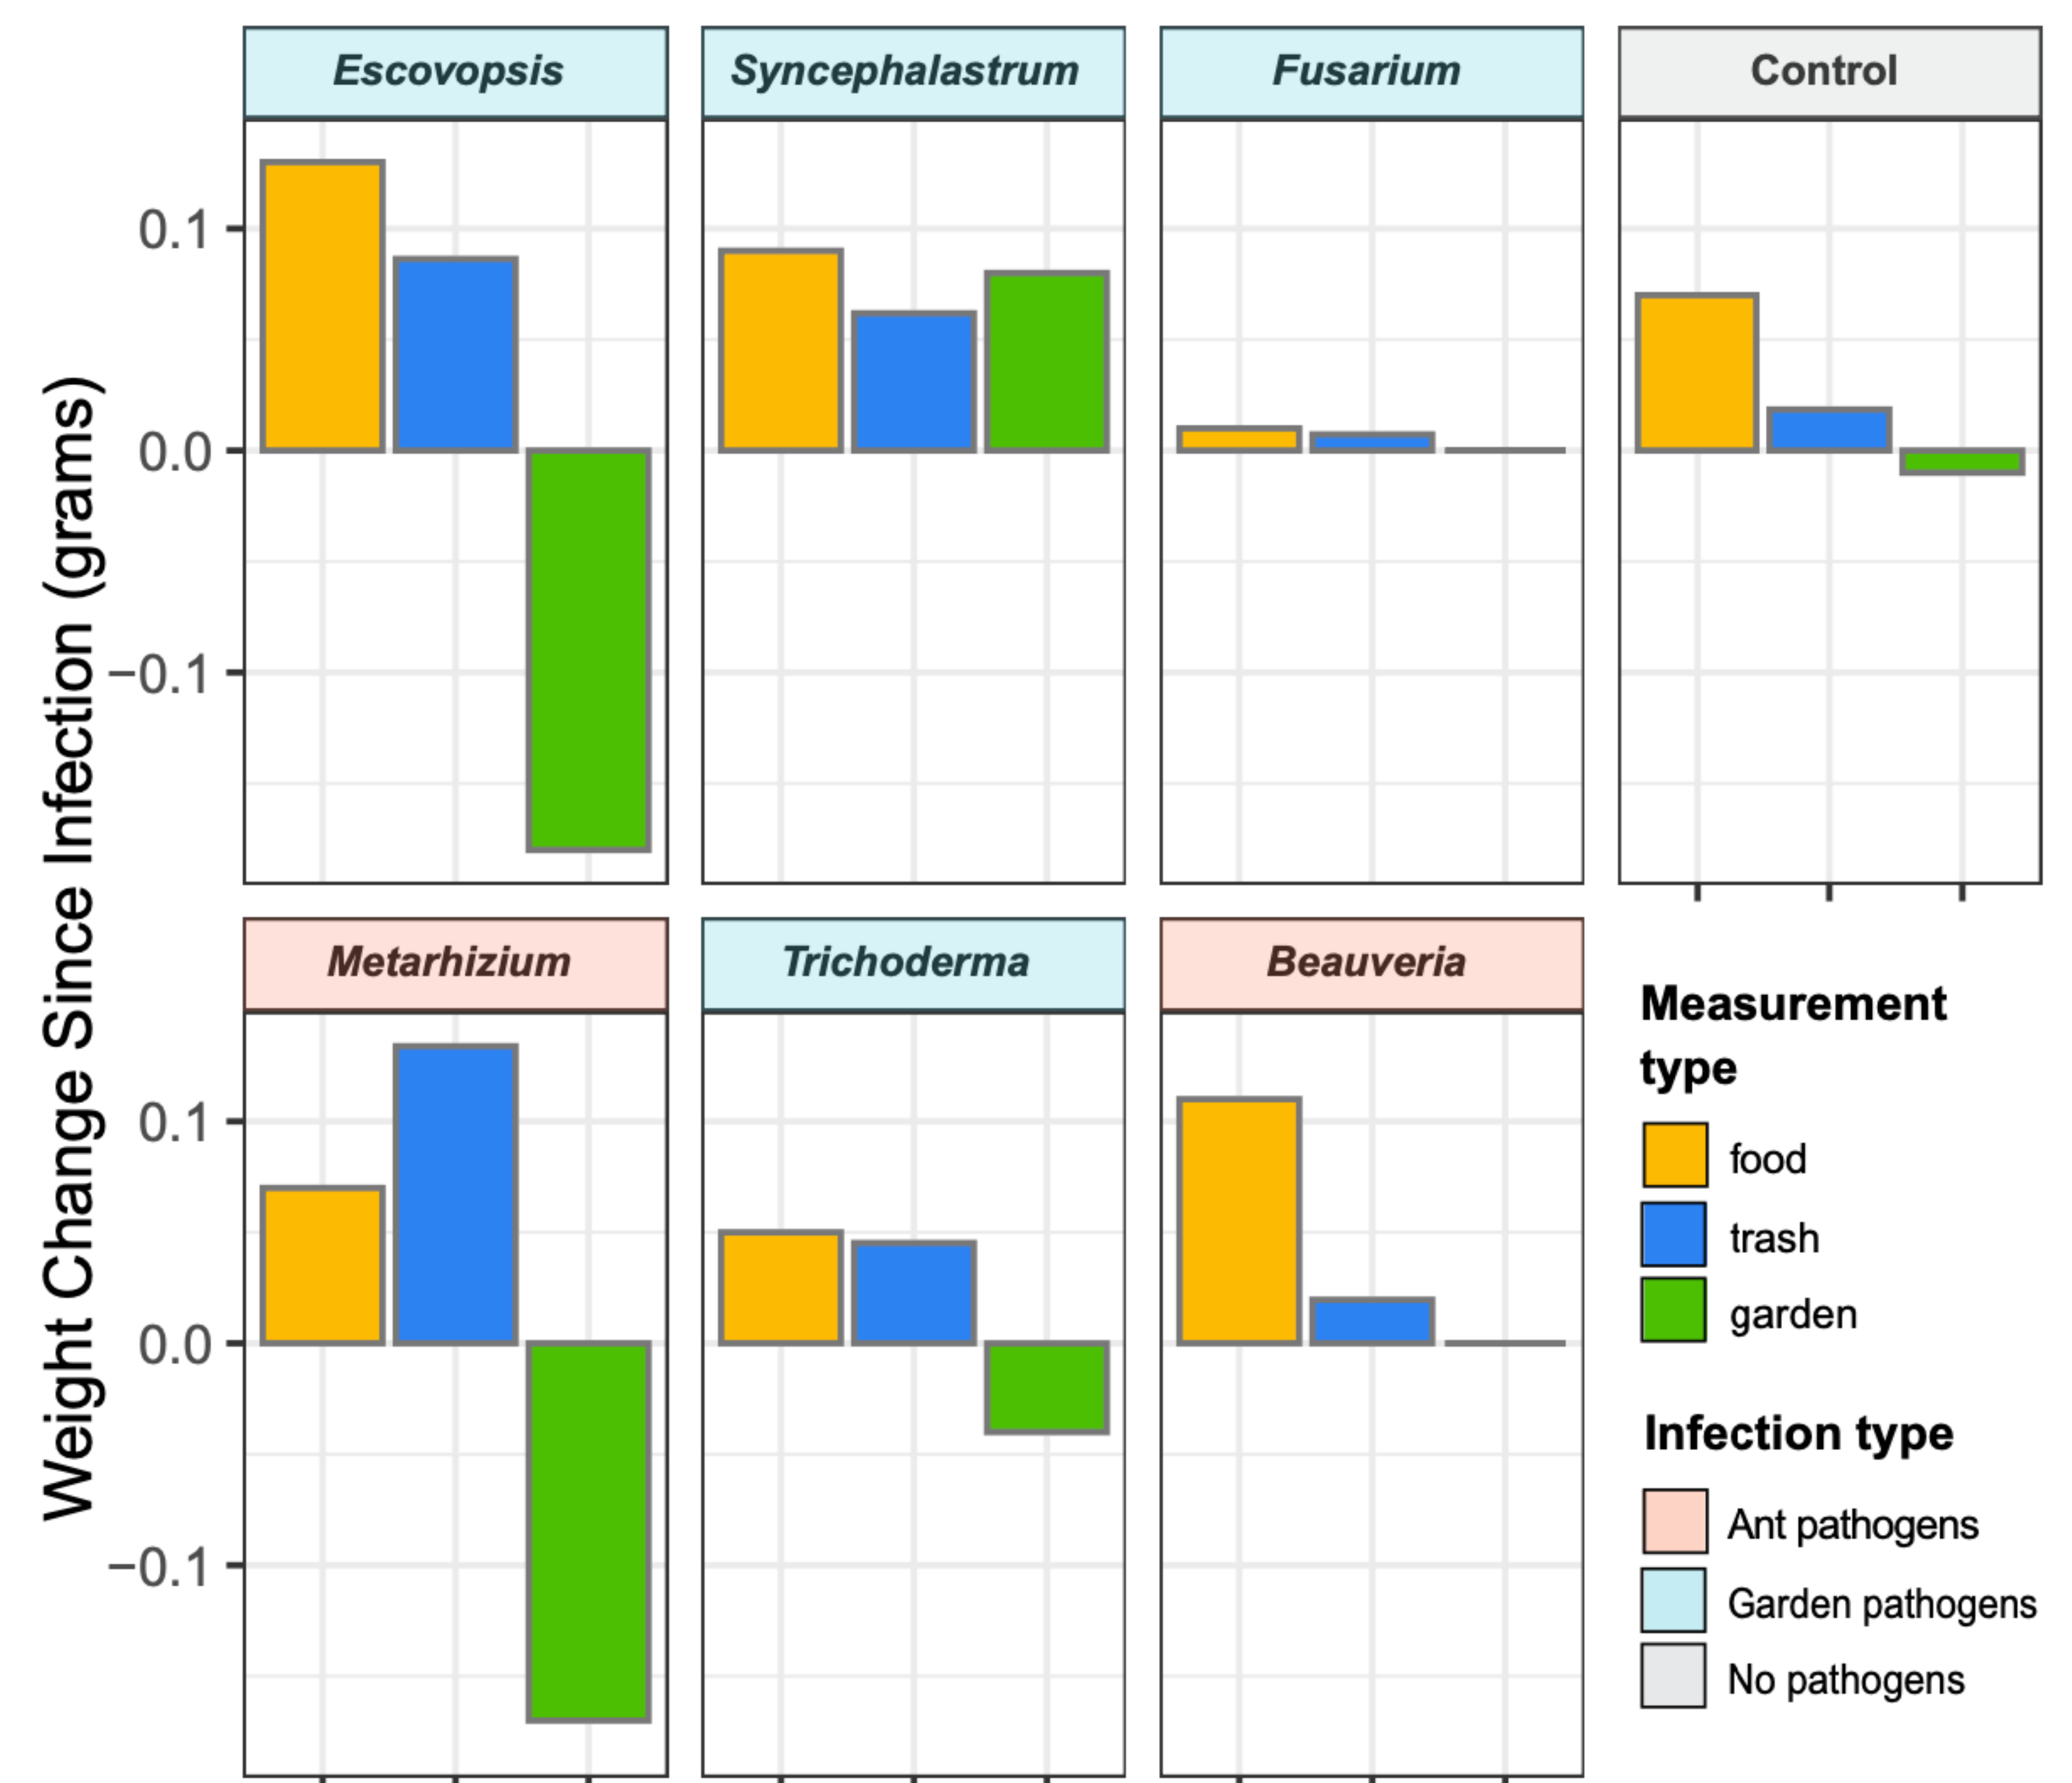 Escovopsis
Syncephalastrum
Fusarium
Control
0.1
0.0
−0.1
Weight Change Since Infection (grams)
Metarhizium
Trichoderma
Beauveria
0.1
0.0
−0.1
Measurement
type
food
trash
garden
Infection type
Ant pathogens
Garden pathogens
No pathogens